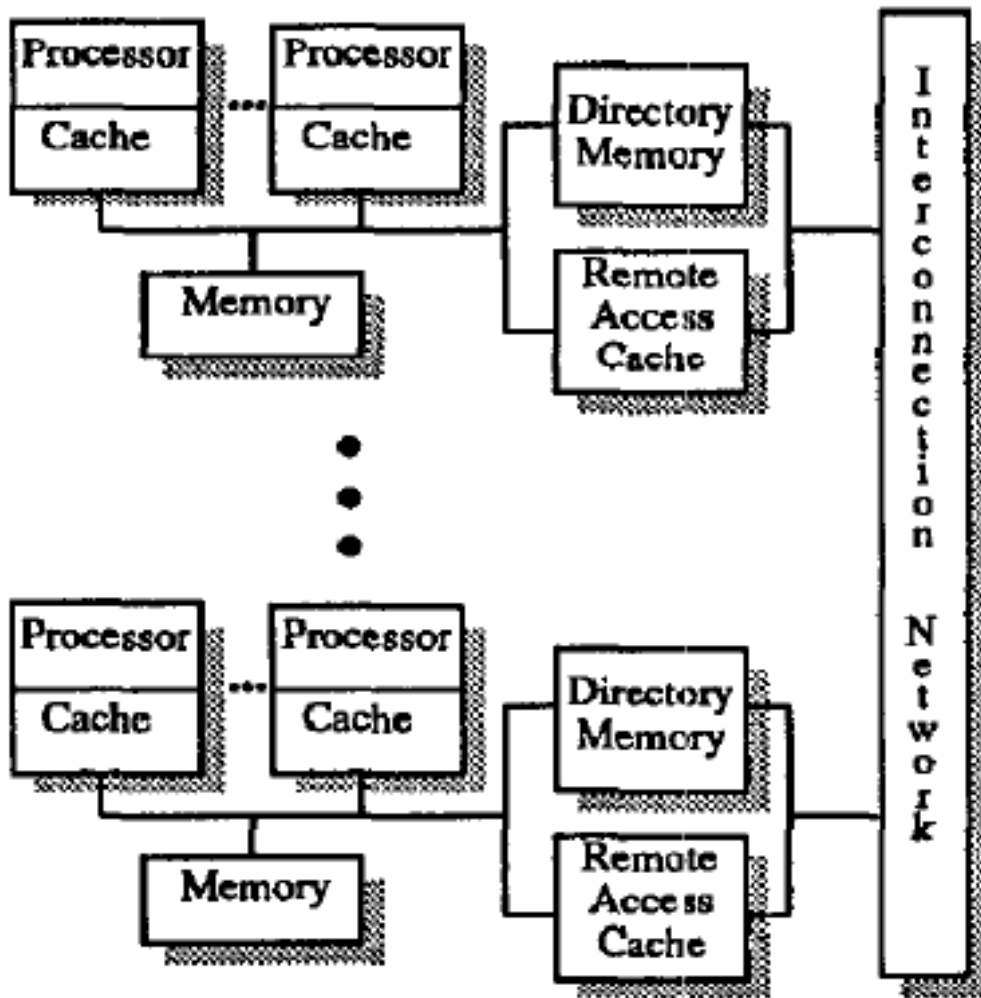 Processor
Cache
...
Processor
Cache
Memory
Directory
Memory
Remote
Access
Cache
Processor
Cache
...
Processor
Cache
Memory
Directory
Memory
Remote
Access
Cache
Interconnection Network